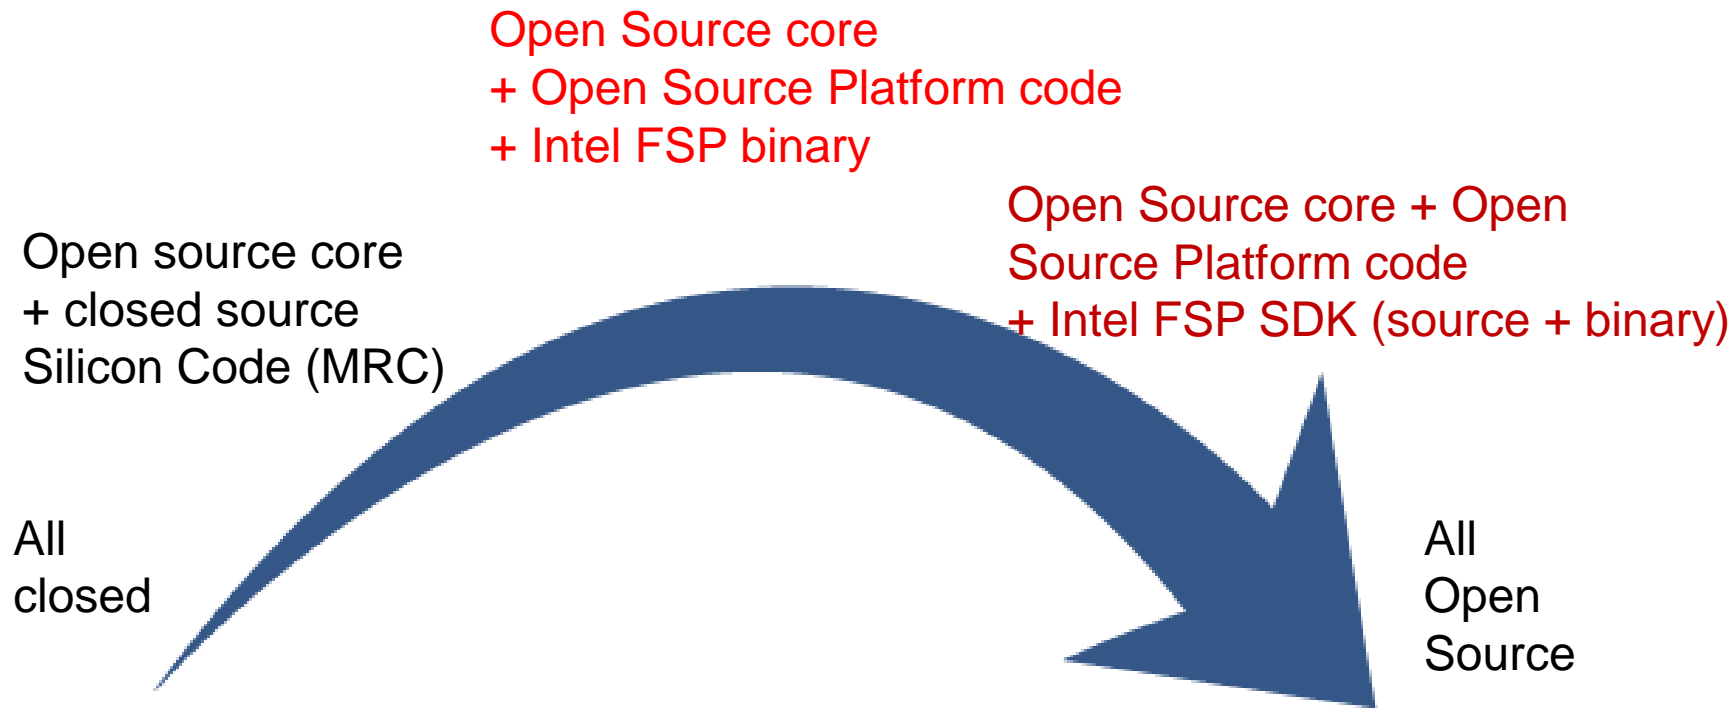 Open Source core
+ Open Source Platform code
+ Intel FSP binary
Open Source core + Open
Source Platform code
+ Intel FSP SDK (source + binary)
Open source core
+ closed source
Silicon Code (MRC)
All
closed
All
Open
Source